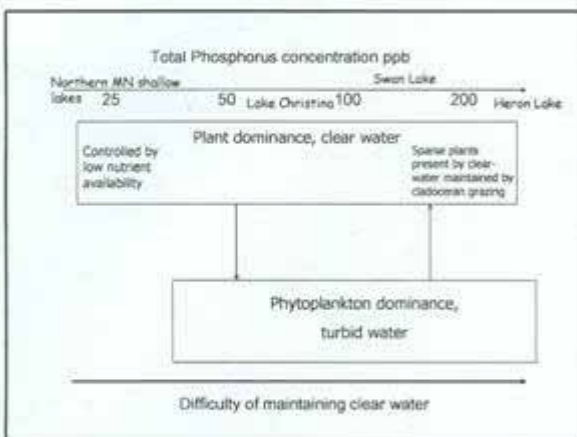 Total Phosphorus concentration ppb
Northern MN shallow
lakes 25 50 Lake Christina 100 Swan Lake 200 Heron Lake
Plant dominance, clear water
Controlled by
low nutrient
availability
Sparse plants
present by clear-
water maintained by
cladoceran grazing
Phytoplankton dominance,
turbid water
Difficulty of maintaining clear water